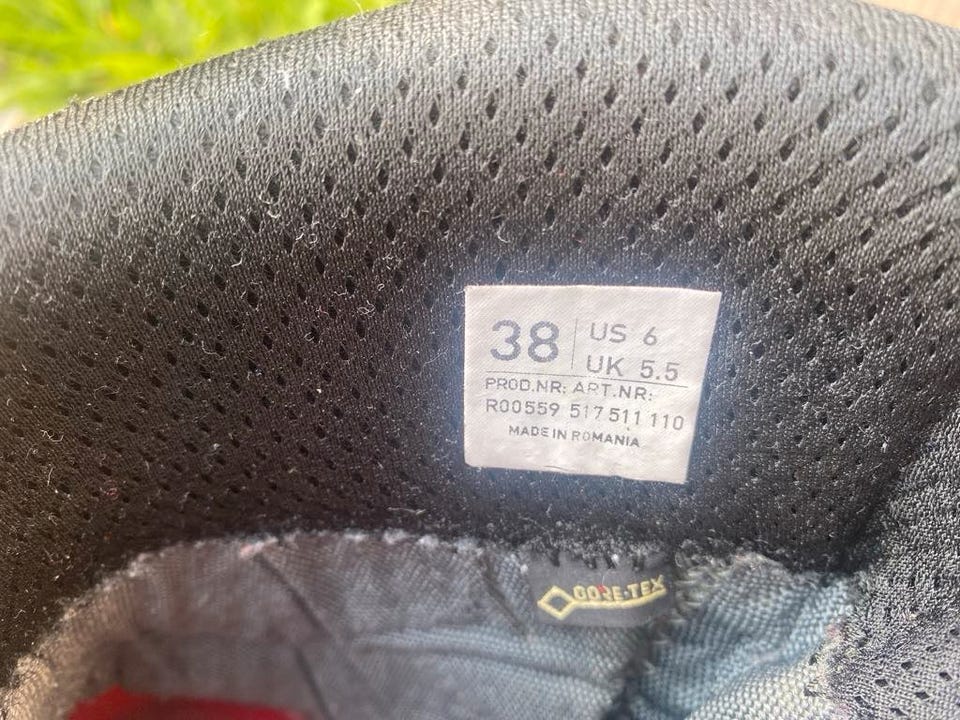 38 US 6
UK 5.5
PROD.NR: ART.NR:
R00559 517 511 110
MADE IN ROMANIA
GORE-TEX